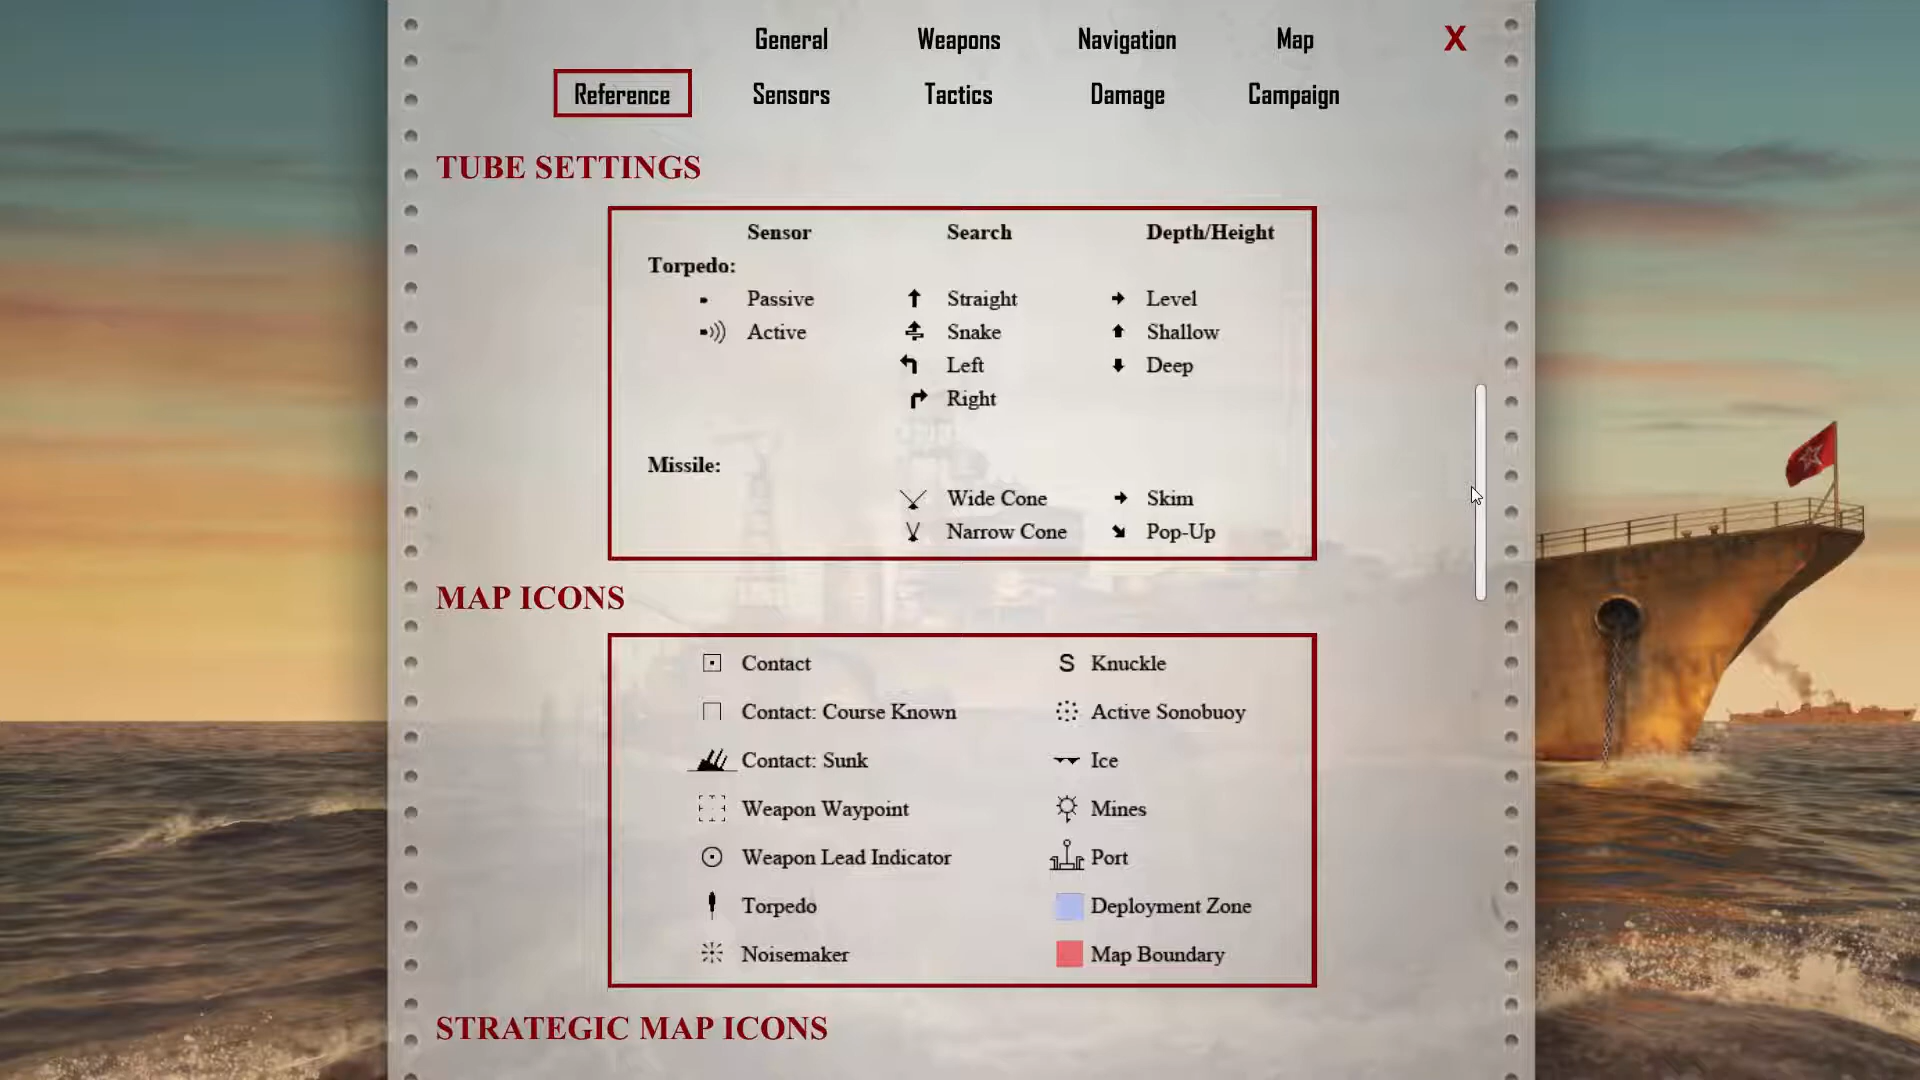 General Weapons Navigation Map X
Reference Sensors Tactics Damage Campaign
TUBE SETTINGS
Sensor Search Depth/Height
Torpedo:
Passive Straight Level
Active Snake Shallow
Left Deep
Right
Missile:
Wide Cone Skim
Narrow Cone Pop-Up
MAP ICONS
Contact S Knuckle
Contact: Course Known Active Sonobuoy
Contact: Sunk Ice
Weapon Waypoint Mines
Weapon Lead Indicator Port
Torpedo Deployment Zone
Noisemaker Map Boundary
STRATEGIC MAP ICONS